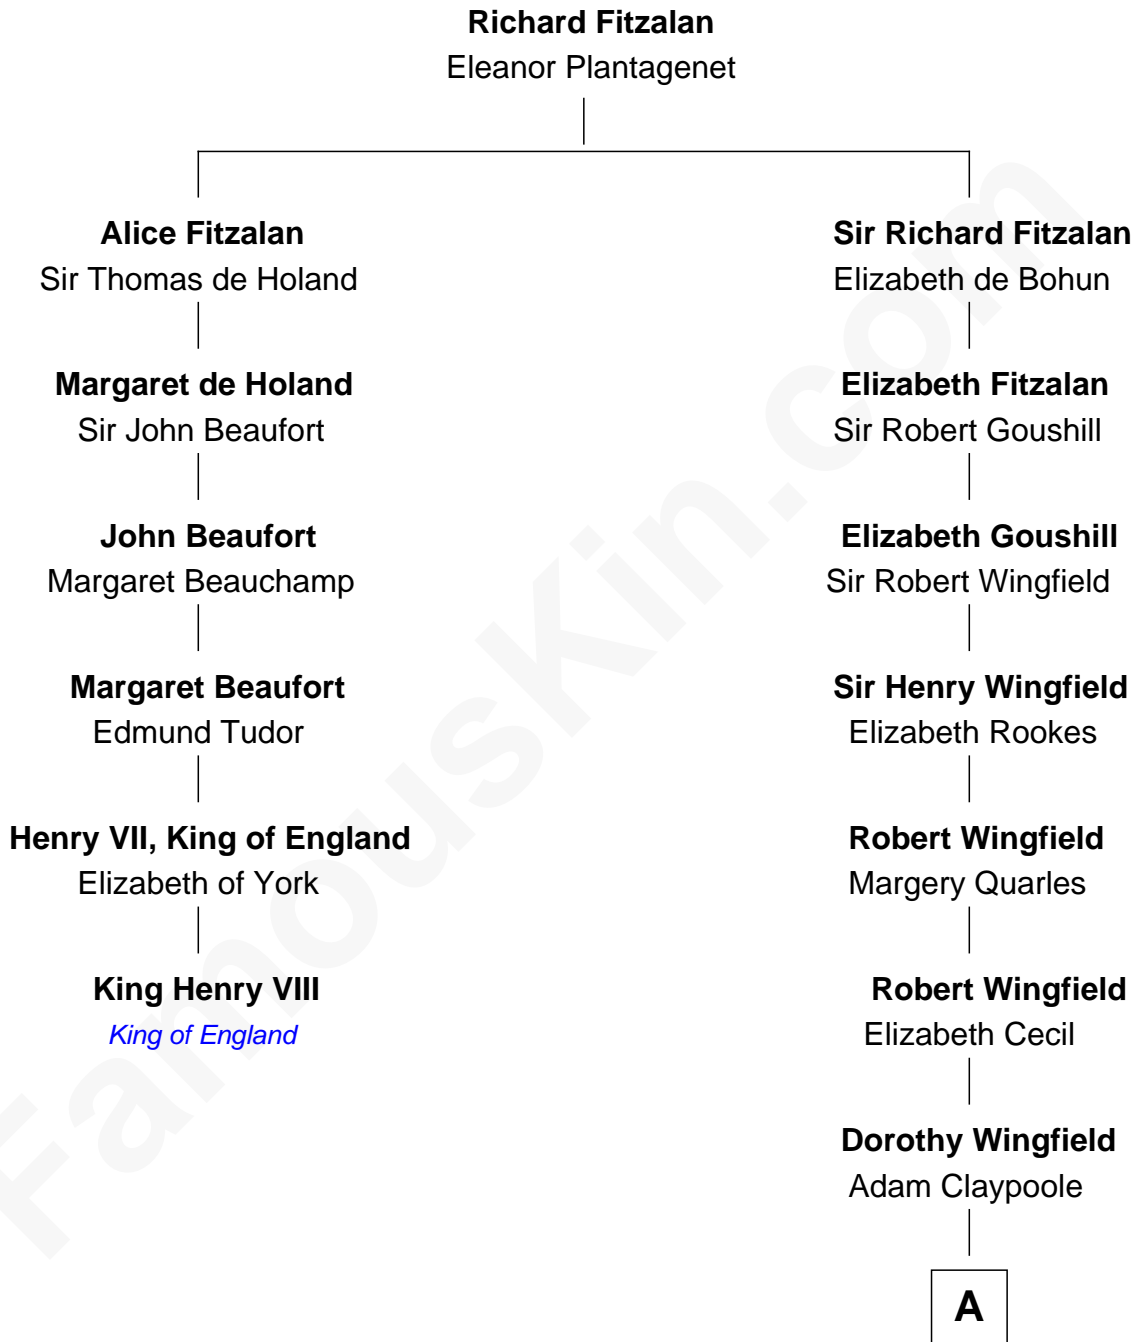 Richard Fitzalan
Eleanor Plantagenet
Alice Fitzalan
Sir Thomas de Holand
Margaret de Holand
Sir John Beaufort
John Beaufort
Margaret Beauchamp
Margaret Beaufort
Edmund Tudor
Henry VII, King of England
Elizabeth of York
King Henry VIII
King of England
Sir Richard Fitzalan
Elizabeth de Bohun
Elizabeth Fitzalan
Sir Robert Goushill
Elizabeth Goushill
Sir Robert Wingfield
Sir Henry Wingfield
Elizabeth Rookes
Robert Wingfield
Margery Quarles
Robert Wingfield
Elizabeth Cecil
Dorothy Wingfield
Adam Claypoole
A
FamousKin.com